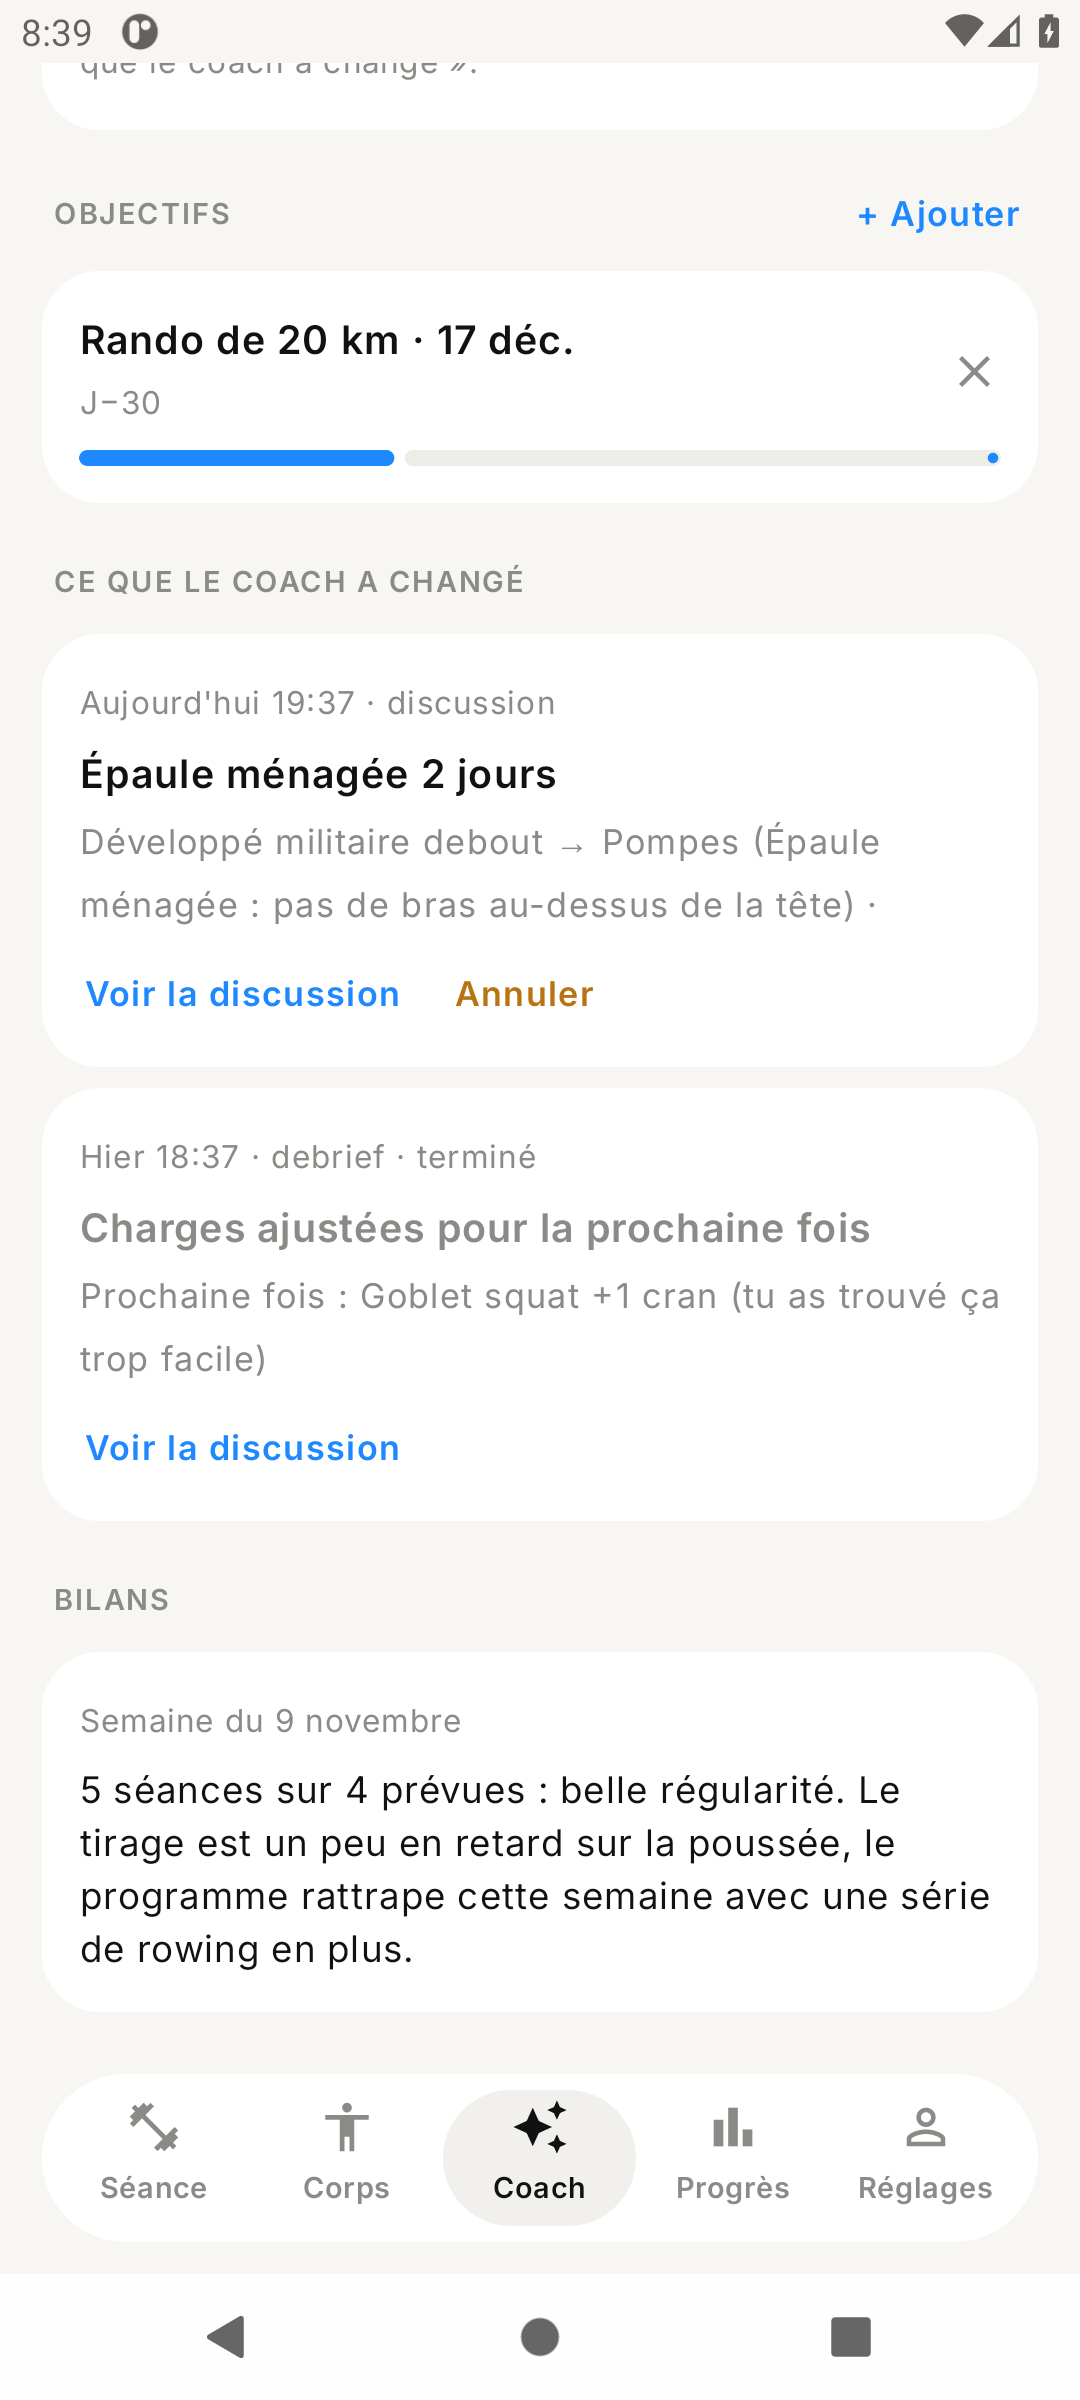 8:39
que le coach a changé ».
OBJECTIFS
+ Ajouter
Rando de 20 km · 17 déc.
J−30
CE QUE LE COACH A CHANGÉ
Aujourd'hui 19:37 · discussion
Épaule ménagée 2 jours
Développé militaire debout → Pompes (Épaule
ménagée : pas de bras au-dessus de la tête) ·
Voir la discussion
Annuler
Hier 18:37 · debrief · terminé
Charges ajustées pour la prochaine fois
Prochaine fois : Goblet squat +1 cran (tu as trouvé ça
trop facile)
Voir la discussion
BILANS
Semaine du 9 novembre
5 séances sur 4 prévues : belle régularité. Le
tirage est un peu en retard sur la poussée, le
programme rattrape cette semaine avec une série
de rowing en plus.
Séance
Corps
Coach
Progrès
Réglages